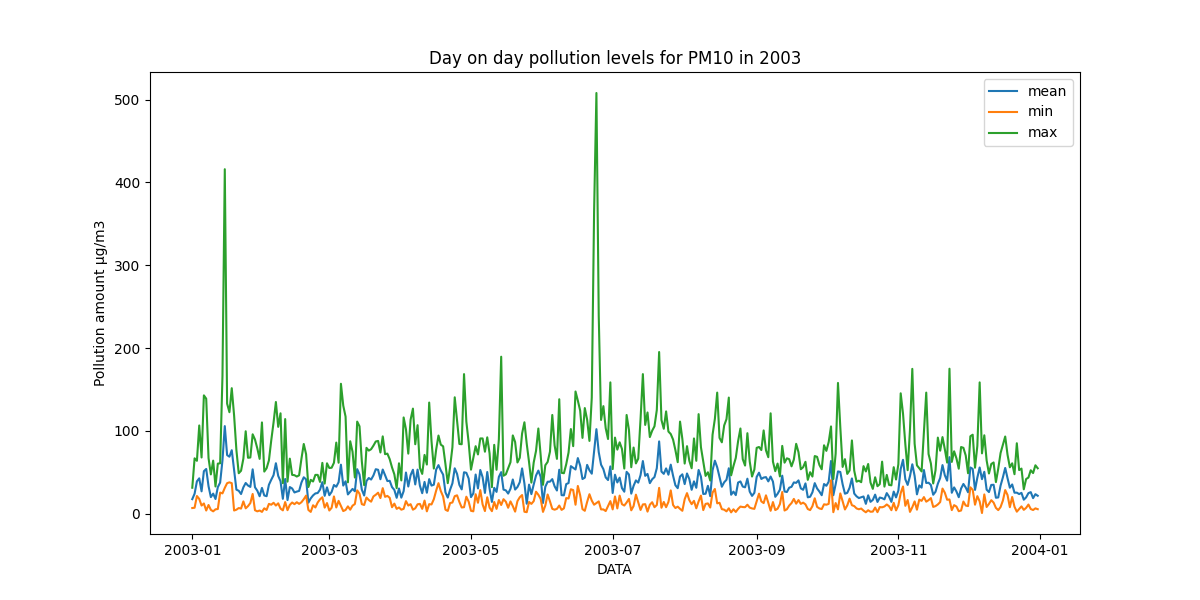 Day on day pollution levels for PM10 in 2003
mean
min
max
Pollution amount µg/m3
500
400
300
200
100
0
2003-01
2003-03
2003-05
2003-07
2003-09
2003-11
2004-01
DATA